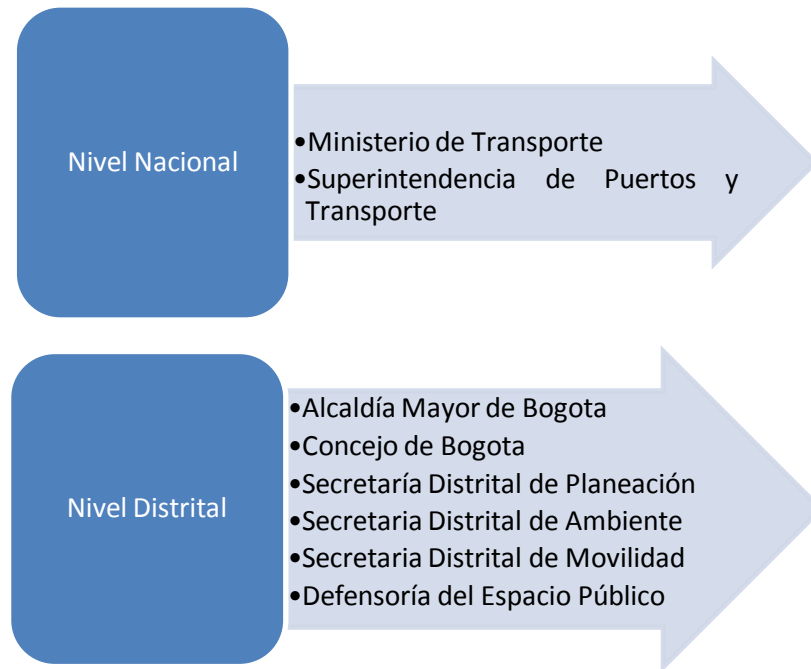 Nivel Nacional
•Ministerio de Transporte
•Superintendencia de Puertos y
Transporte
Nivel Distrital
•Alcaldía Mayor de Bogota
•Concejo de Bogota
•Secretaría Distrital de Planeación
•Secretaria Distrital de Ambiente
•Secretaria Distrital de Movilidad
•Defensoría del Espacio Público